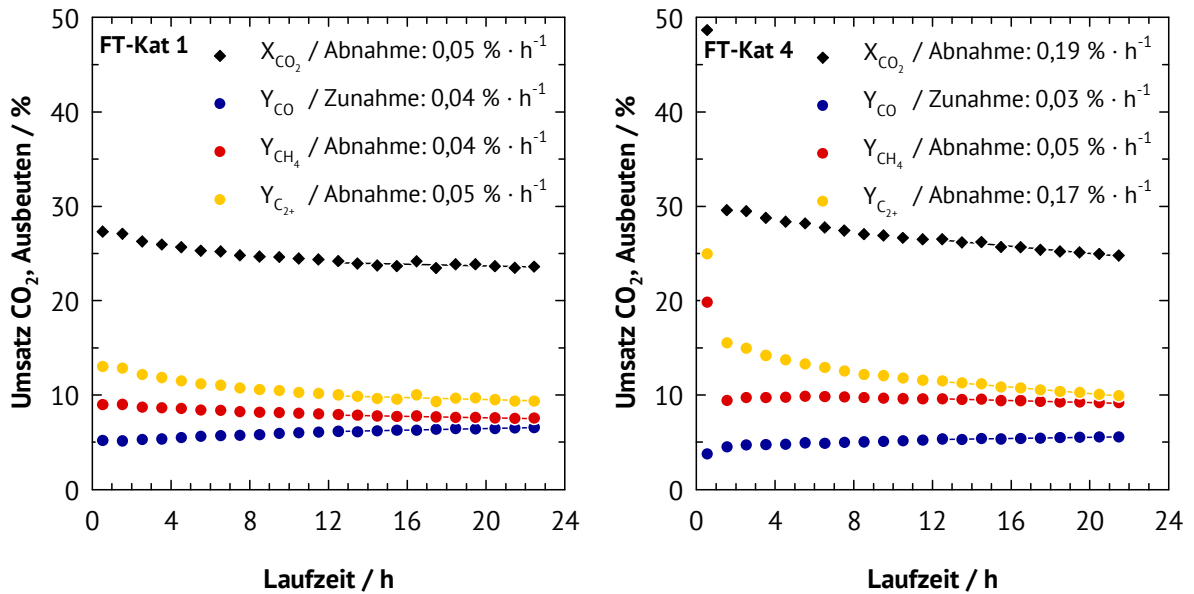 Umsatz CO₂, Ausbeuten / %
50
40
30
20
10
0
FT-Kat 1
X_CO₂ / Abnahme: 0,05 % · h⁻¹
Y_CO / Zunahme: 0,04 % · h⁻¹
Y_CH₄ / Abnahme: 0,04 % · h⁻¹
Y_C₂₊ / Abnahme: 0,05 % · h⁻¹
0 4 8 12 16 20 24
Laufzeit / h
Umsatz CO₂, Ausbeuten / %
50
40
30
20
10
0
FT-Kat 4
X_CO₂ / Abnahme: 0,19 % · h⁻¹
Y_CO / Zunahme: 0,03 % · h⁻¹
Y_CH₄ / Abnahme: 0,05 % · h⁻¹
Y_C₂₊ / Abnahme: 0,17 % · h⁻¹
0 4 8 12 16 20 24
Laufzeit / h